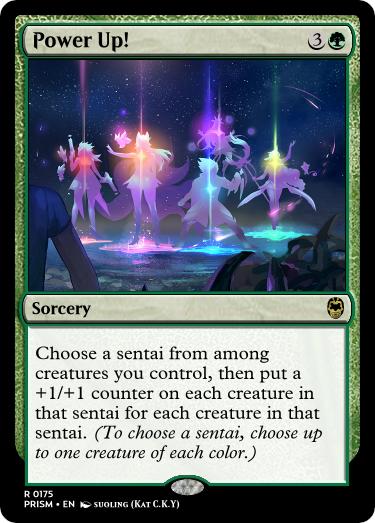 Power Up! 3
Sorcery
Choose a sentai from among
creatures you control, then put a
+1/+1 counter on each creature in
that sentai for each creature in that
sentai. (To choose a sentai, choose up
to one creature of each color.)
R 0175
PRISM • EN SUOLING (KAT C.K.Y)